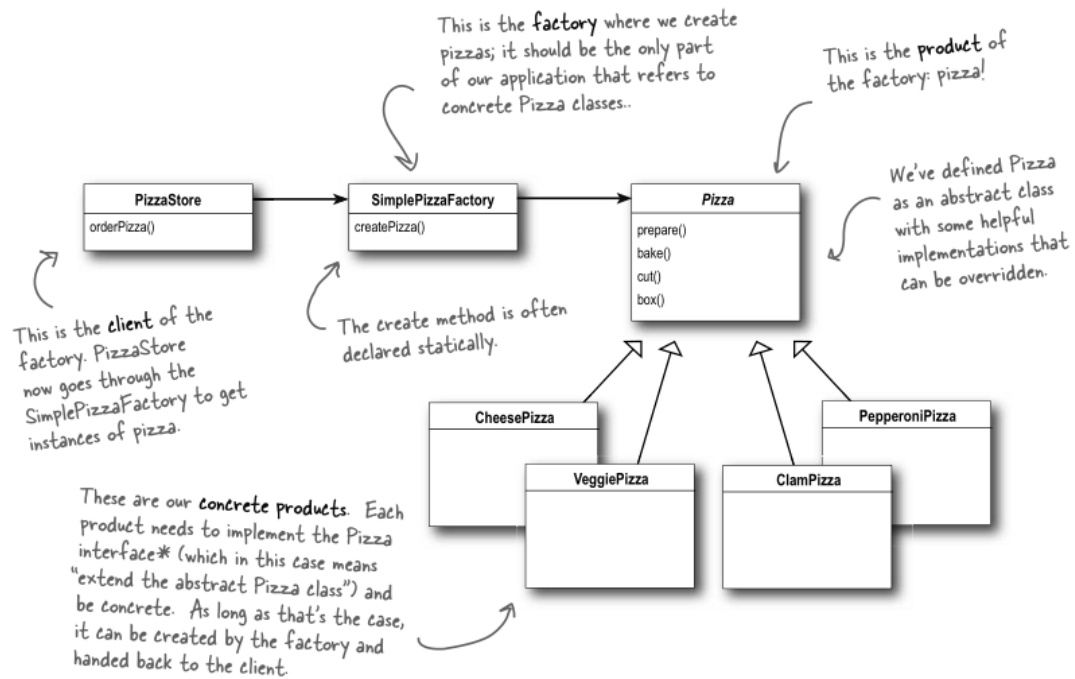 This is the factory where we create
pizzas; it should be the only part
of our application that refers to
concrete Pizza classes..
This is the product of
the factory: pizza!
We've defined Pizza
as an abstract class
with some helpful
implementations that
can be overridden.
PizzaStore
orderPizza()
SimplePizzaFactory
createPizza()
Pizza
prepare()
bake()
cut()
box()
This is the client of the
factory. PizzaStore
now goes through the
SimplePizzaFactory to get
instances of pizza.
The create method is often
declared statically.
CheesePizza
VeggiePizza
ClamPizza
PepperoniPizza
These are our concrete products. Each
product needs to implement the Pizza
interface* (which in this case means
"extend the abstract Pizza class") and
be concrete. As long as that's the case,
it can be created by the factory and
handed back to the client.